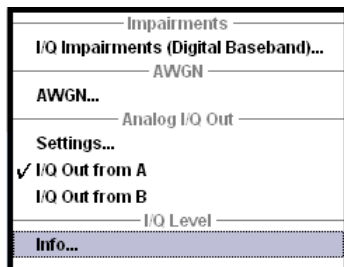 Impairments
I/Q Impairments (Digital Baseband)...
AWGN
AWGN...
Analog I/Q Out
Settings...
✓ I/Q Out from A
I/Q Out from B
I/Q Level
Info...